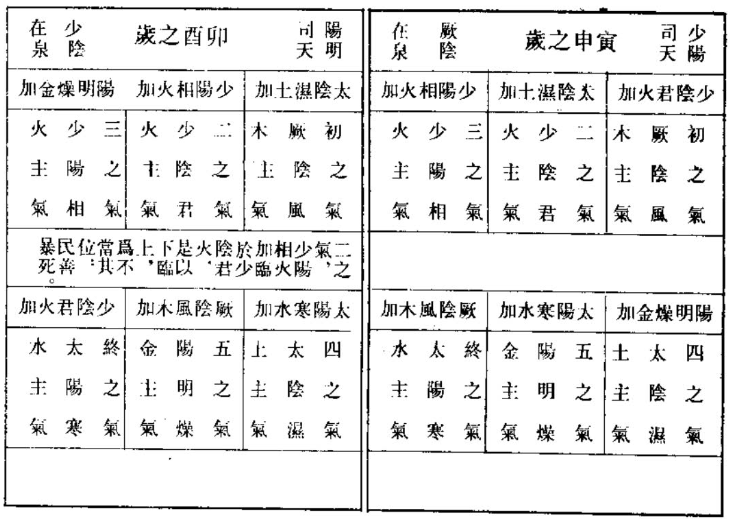 少陽司天
寅申之歲
厥陰在泉
少陰君火加
初之氣
厥陰風
木主氣
太陰濕土加
二之氣
少陰君
火主氣
少陽相火加
三之氣
少陽相
火主氣
陽明燥金加
四之氣
太陰濕
土主氣
太陽寒水加
五之氣
陽明燥
金主氣
厥陰風木加
終之氣
太陽寒
水主氣
陽明司天
卯酉之歲
少陰在泉
太陰濕土加
初之氣
厥陰風
木主氣
少陽相火加
二之氣
少陰君
火主氣
陽明燥金加
三之氣
少陽相
火主氣
二之氣，少陽相火加臨於少陰君火，是以下臨上，爲不當其位。民善暴死。
太陽寒水加
四之氣
太陰濕
土主氣
厥陰風木加
五之氣
陽明燥
金主氣
少陰君火加
終之氣
太陽寒
水主氣